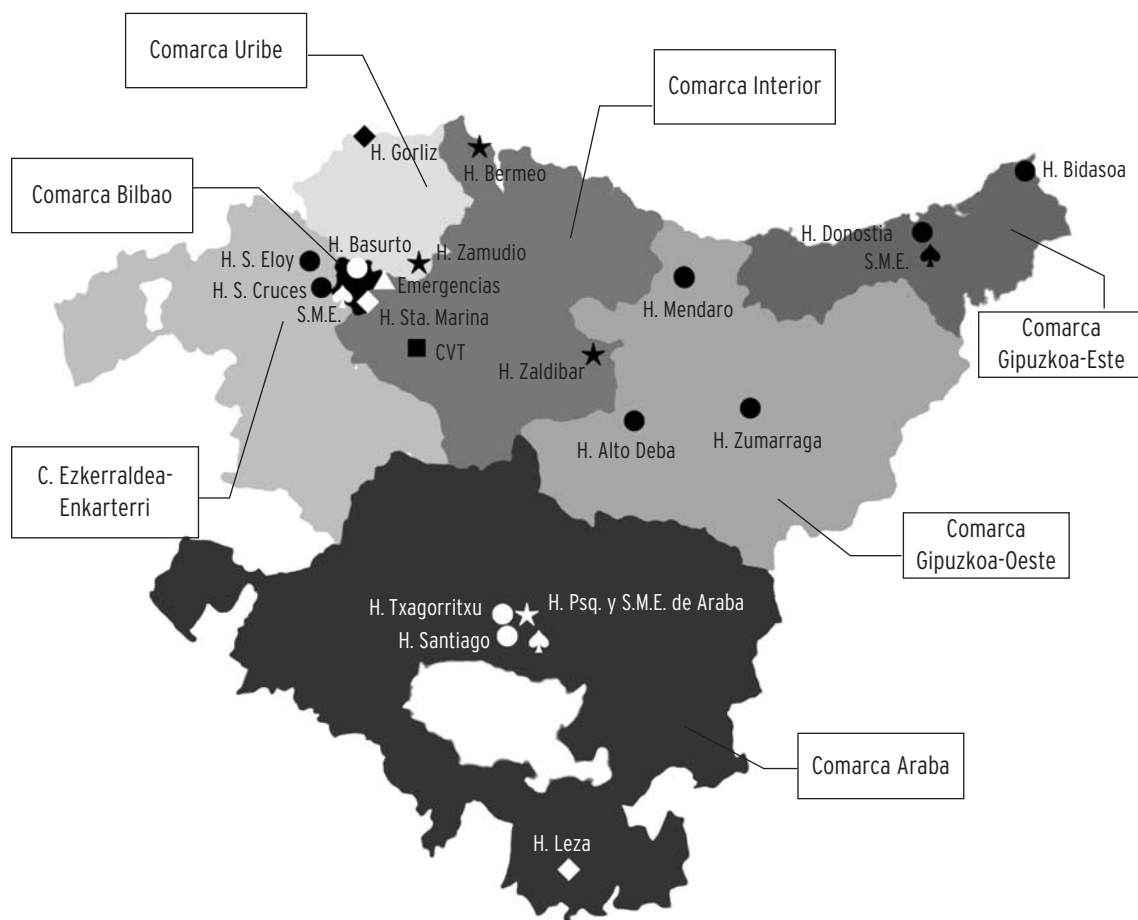 Comarca Uribe
Comarca Interior
H. Gorliz
H. Bermeo
H. Bidasoa
Comarca Bilbao
H. Donostia
S.M.E.
H. Basurto
H. Zamudio
H. S. Eloy
Emergencias
H. S. Cruces
H. Mendaro
S.M.E.
H. Sta. Marina
Comarca
Gipuzkoa-Este
CVT
H. Zaldibar
H. Alto Deba
H. Zumarraga
C. Ezkerraldea-
Enkarterri
Comarca
Gipuzkoa-Oeste
H. Txagorritxu
H. Psq. y S.M.E. de Araba
H. Santiago
Comarca Araba
H. Leza